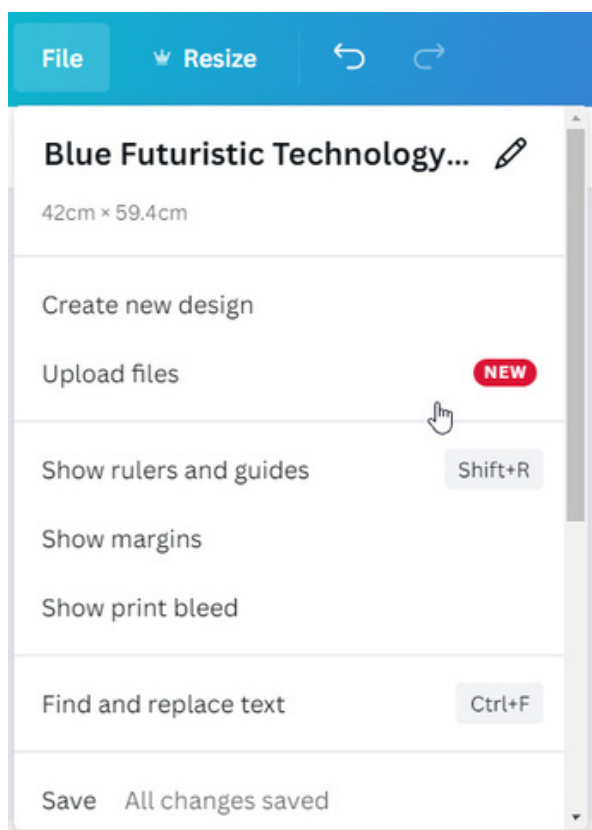 File Resize
Blue Futuristic Technology...
42cm × 59.4cm
Create new design
Upload files NEW
Show rulers and guides Shift+R
Show margins
Show print bleed
Find and replace text Ctrl+F
Save All changes saved